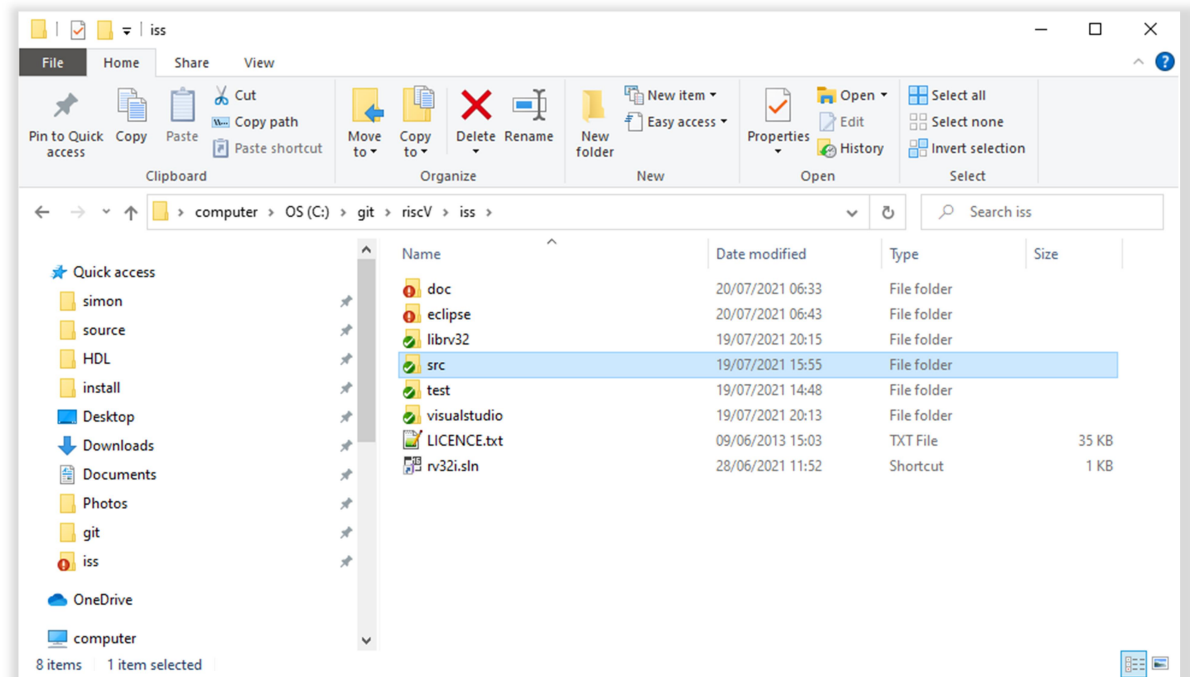 iss
File Home Share View
Pin to Quick access
Copy
Paste
Cut
Copy path
Paste shortcut
Clipboard
Move to
Copy to
Delete
Rename
Organize
New folder
New item
Easy access
New
Properties
Open
Edit
History
Open
Select all
Select none
Invert selection
Select
computer OS (C:) git riscV iss
Search iss
Quick access
simon
source
HDL
install
Desktop
Downloads
Documents
Photos
git
iss
OneDrive
computer
Name Date modified Type Size
doc 20/07/2021 06:33 File folder
eclipse 20/07/2021 06:43 File folder
librv32 19/07/2021 20:15 File folder
src 19/07/2021 15:55 File folder
test 19/07/2021 14:48 File folder
visualstudio 19/07/2021 20:13 File folder
LICENCE.txt 09/06/2013 15:03 TXT File 35 KB
rv32i.sln 28/06/2021 11:52 Shortcut 1 KB
8 items 1 item selected